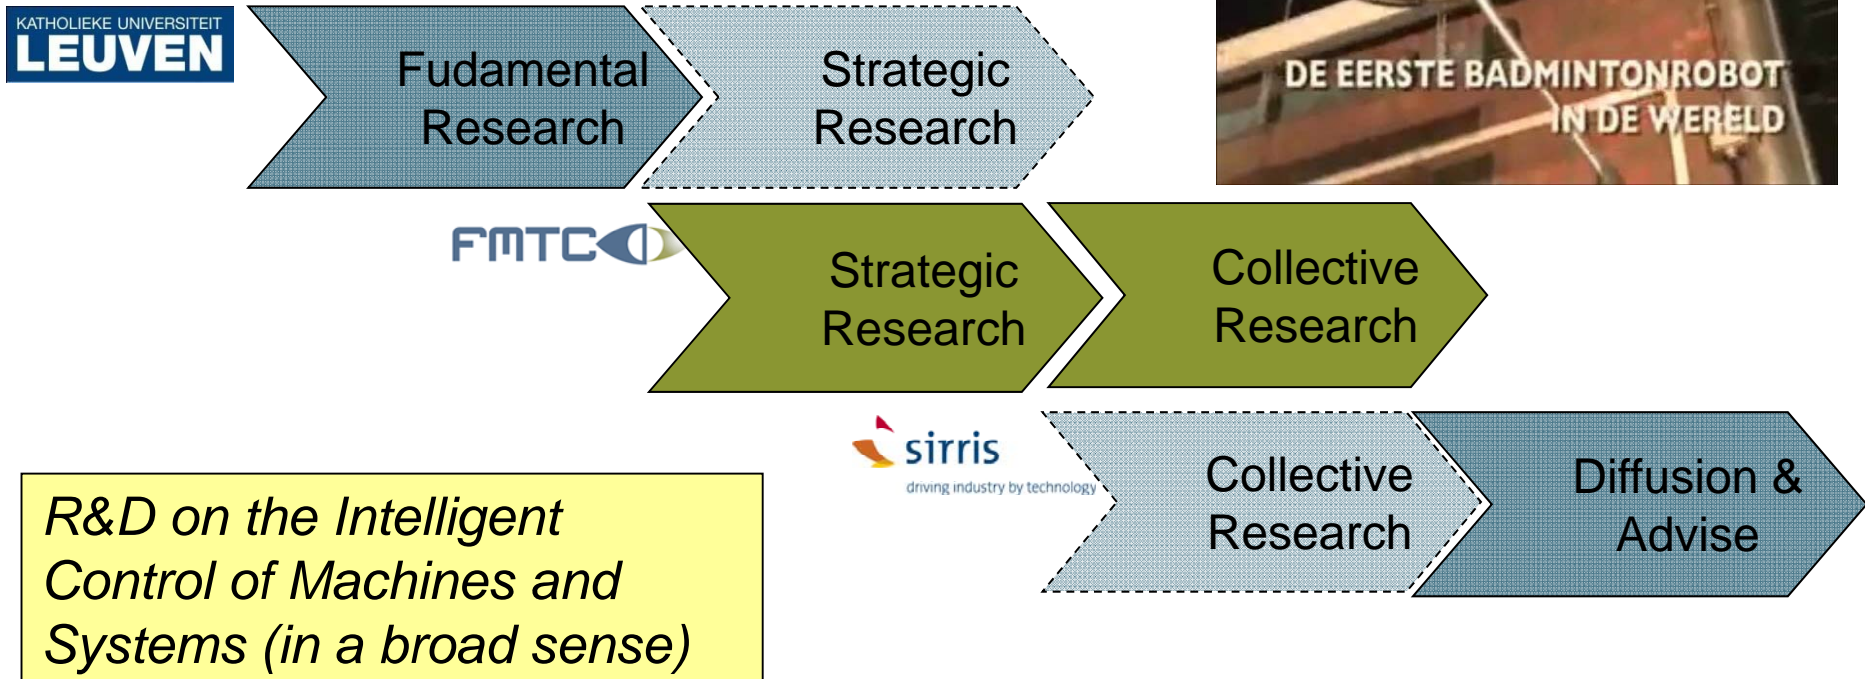 KATHOLIEKE UNIVERSITEIT
LEUVEN
Fudamental
Research
Strategic
Research
DE EERSTE BADMINTONROBOT
IN DE WERELD
FMTC
Strategic
Research
Collective
Research
sirris
driving industry by technology
Collective
Research
Diffusion &
Advise
R&D on the Intelligent
Control of Machines and
Systems (in a broad sense)